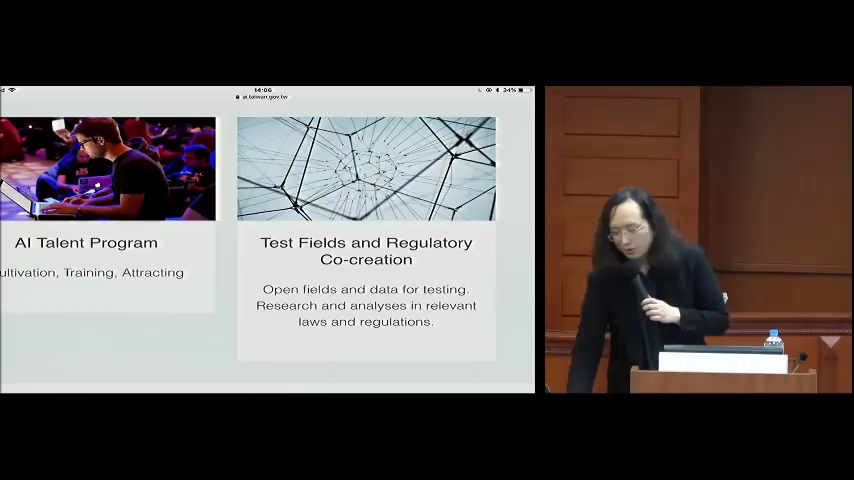 14:06
34%
ai.taiwan.gov.tw
AI Talent Program
ultivation, Training, Attracting
Test Fields and Regulatory
Co-creation
Open fields and data for testing.
Research and analyses in relevant
laws and regulations.